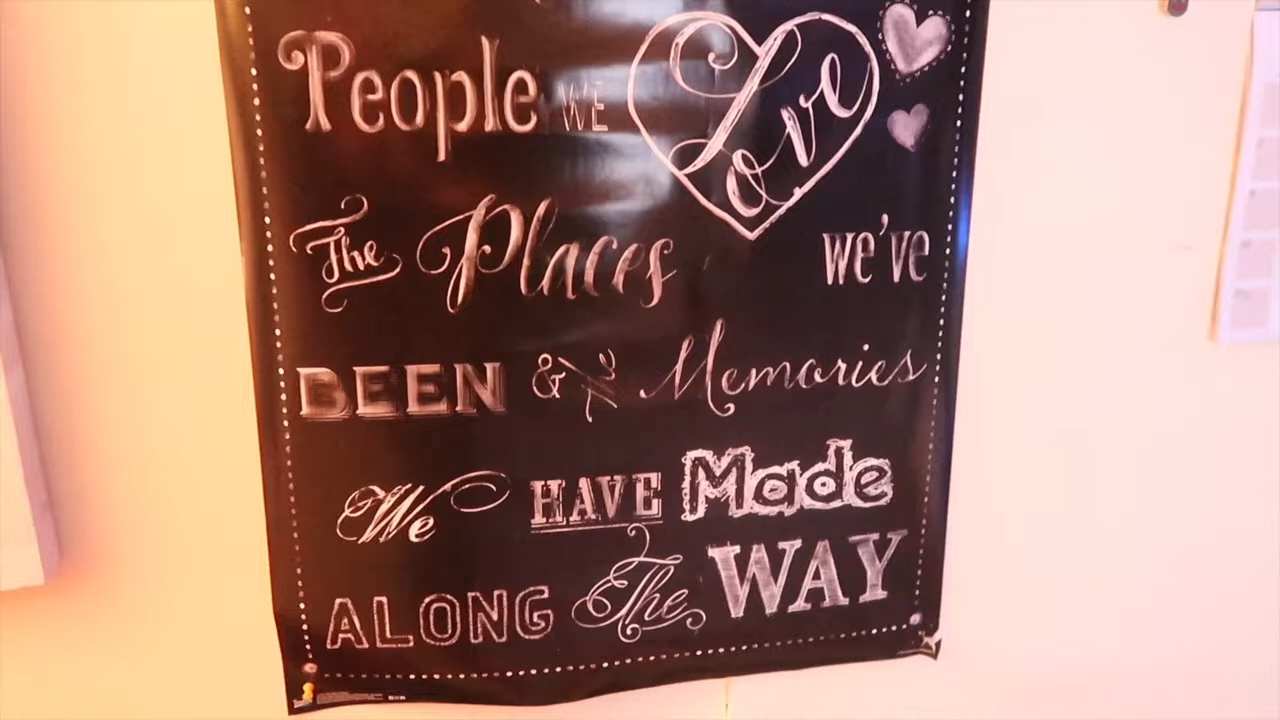 People WE Love
The Places we've
BEEN & Memories
We HAVE Made
ALONG The WAY